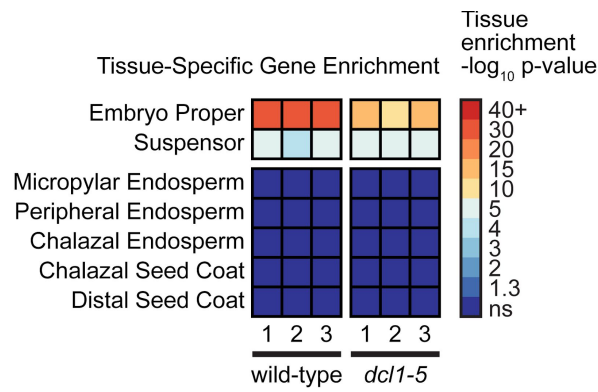 Tissue
enrichment
-log10 p-value
Tissue-Specific Gene Enrichment
Embryo Proper
Suspensor
Micropylar Endosperm
Peripheral Endosperm
Chalazal Endosperm
Chalazal Seed Coat
Distal Seed Coat
40+
30
20
15
10
5
4
3
2
1.3
ns
1 2 3 1 2 3
wild-type dcl1-5